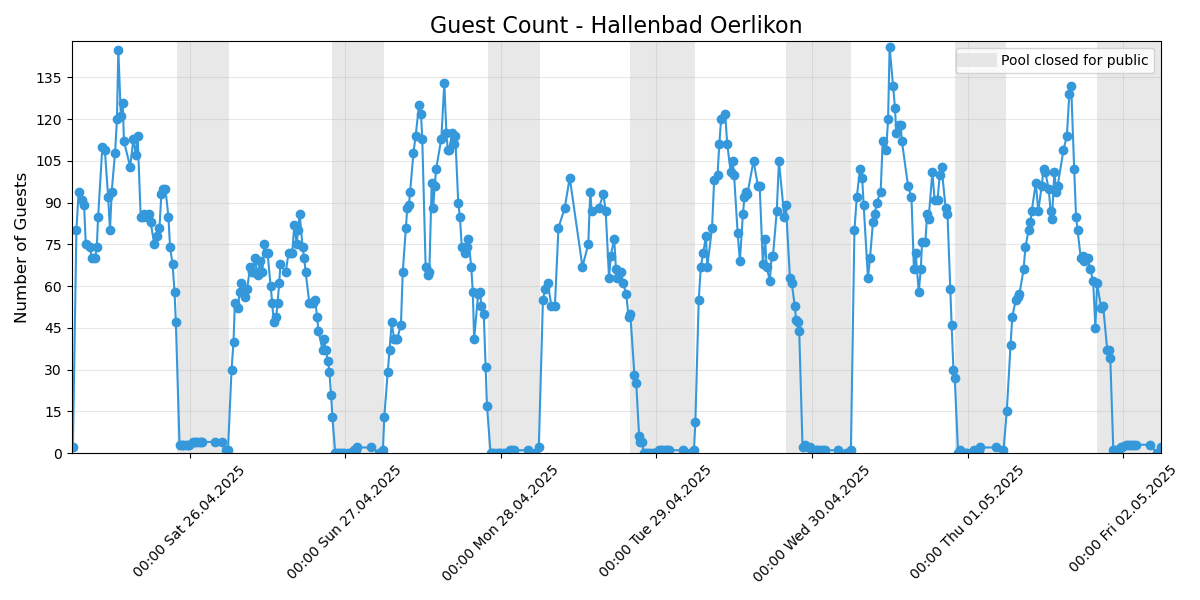 Guest Count - Hallenbad Oerlikon
Pool closed for public
Number of Guests
135
120
105
90
75
60
45
30
15
0
00:00 Sat 26.04.2025
00:00 Sun 27.04.2025
00:00 Mon 28.04.2025
00:00 Tue 29.04.2025
00:00 Wed 30.04.2025
00:00 Thu 01.05.2025
00:00 Fri 02.05.2025